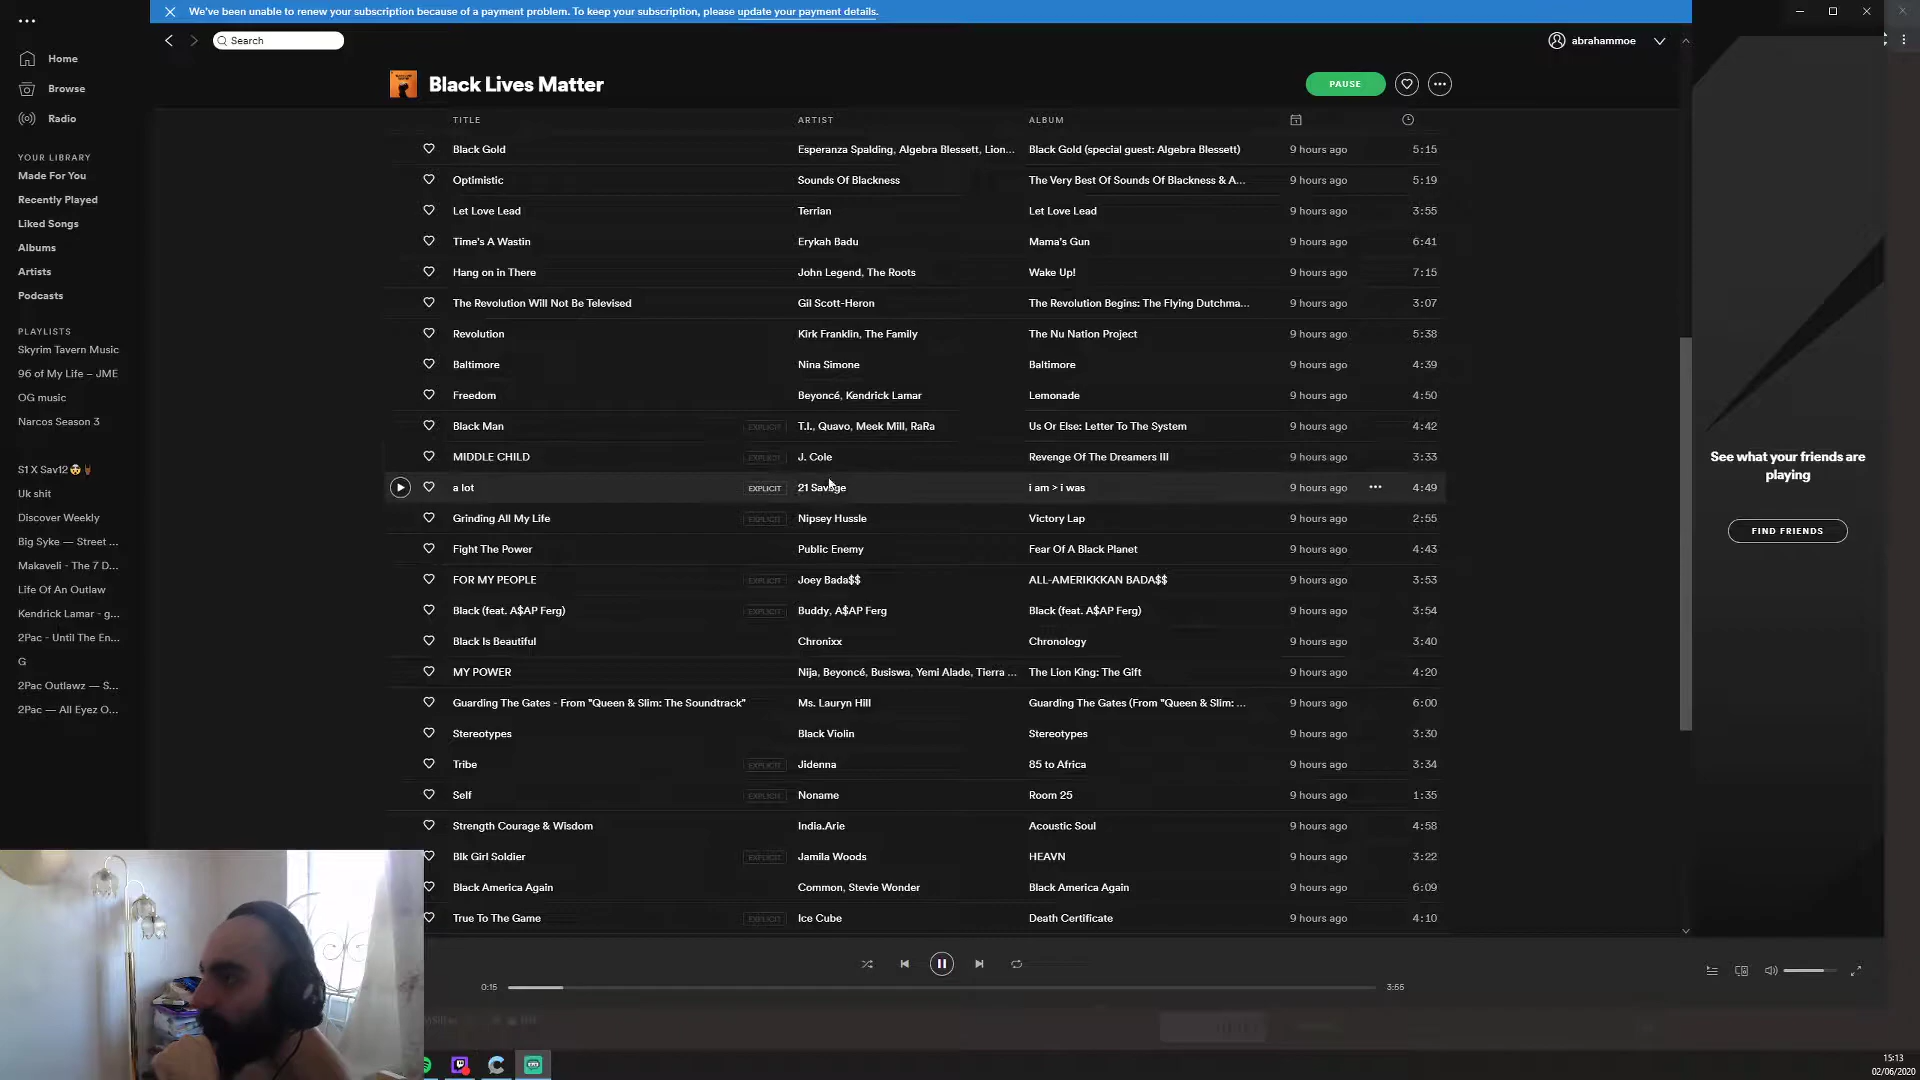 We've been unable to renew your subscription because of a payment problem. To keep your subscription, please update your payment details.
Search
abrahammoe
Home
Browse
Radio
YOUR LIBRARY
Made For You
Recently Played
Liked Songs
Albums
Artists
Podcasts
PLAYLISTS
Skyrim Tavern Music
96 of My Life – JME
OG music
Narcos Season 3
S1 X Sav12🤯🤘🏾
Uk shit
Discover Weekly
Big Syke — Street ...
Makaveli - The 7 D...
Life Of An Outlaw
Kendrick Lamar - g...
2Pac - Until The En...
G
2Pac Outlawz — S...
2Pac — All Eyez O...
Black Lives Matter
PAUSE
TITLE ARTIST ALBUM
Black Gold Esperanza Spalding, Algebra Blessett, Lion... Black Gold (special guest: Algebra Blessett) 9 hours ago 5:15
Optimistic Sounds Of Blackness The Very Best Of Sounds Of Blackness & A... 9 hours ago 5:19
Let Love Lead Terrian Let Love Lead 9 hours ago 3:55
Time's A Wastin Erykah Badu Mama's Gun 9 hours ago 6:41
Hang on in There John Legend, The Roots Wake Up! 9 hours ago 7:15
The Revolution Will Not Be Televised Gil Scott-Heron The Revolution Begins: The Flying Dutchma... 9 hours ago 3:07
Revolution Kirk Franklin, The Family The Nu Nation Project 9 hours ago 5:38
Baltimore Nina Simone Baltimore 9 hours ago 4:39
Freedom Beyoncé, Kendrick Lamar Lemonade 9 hours ago 4:50
Black Man EXPLICIT T.I., Quavo, Meek Mill, RaRa Us Or Else: Letter To The System 9 hours ago 4:42
MIDDLE CHILD EXPLICIT J. Cole Revenge Of The Dreamers III 9 hours ago 3:33
a lot EXPLICIT 21 Savage i am > i was 9 hours ago ... 4:49
Grinding All My Life EXPLICIT Nipsey Hussle Victory Lap 9 hours ago 2:55
Fight The Power Public Enemy Fear Of A Black Planet 9 hours ago 4:43
FOR MY PEOPLE EXPLICIT Joey Bada$$ ALL-AMERIKKKAN BADA$$ 9 hours ago 3:53
Black (feat. A$AP Ferg) EXPLICIT Buddy, A$AP Ferg Black (feat. A$AP Ferg) 9 hours ago 3:54
Black Is Beautiful Chronixx Chronology 9 hours ago 3:40
MY POWER Nija, Beyoncé, Busiswa, Yemi Alade, Tierra ... The Lion King: The Gift 9 hours ago 4:20
Guarding The Gates - From "Queen & Slim: The Soundtrack" Ms. Lauryn Hill Guarding The Gates (From "Queen & Slim: ... 9 hours ago 6:00
Stereotypes Black Violin Stereotypes 9 hours ago 3:30
Tribe EXPLICIT Jidenna 85 to Africa 9 hours ago 3:34
Self EXPLICIT Noname Room 25 9 hours ago 1:35
Strength Courage & Wisdom India.Arie Acoustic Soul 9 hours ago 4:58
Blk Girl Soldier EXPLICIT Jamila Woods HEAVN 9 hours ago 3:22
Black America Again Common, Stevie Wonder Black America Again 9 hours ago 6:09
True To The Game EXPLICIT Ice Cube Death Certificate 9 hours ago 4:10
See what your friends are
playing
FIND FRIENDS
0:15 3:55
15:13
02/06/2020